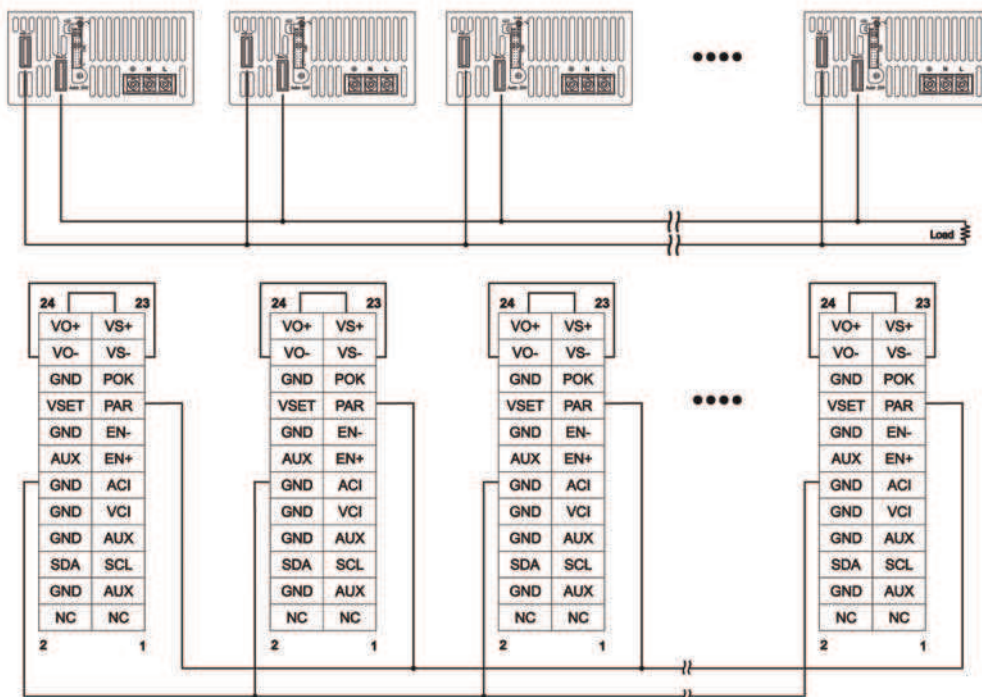 N L
N L
N L
N L
Load
24 23 24 23 24 23 24 23
VO+ VS+ VO+ VS+ VO+ VS+ VO+ VS+
VO- VS- VO- VS- VO- VS- VO- VS-
GND POK GND POK GND POK GND POK
VSET PAR VSET PAR VSET PAR VSET PAR
GND EN- GND EN- GND EN- GND EN-
AUX EN+ AUX EN+ AUX EN+ AUX EN+
GND ACI GND ACI GND ACI GND ACI
GND VCI GND VCI GND VCI GND VCI
GND AUX GND AUX GND AUX GND AUX
SDA SCL SDA SCL SDA SCL SDA SCL
GND AUX GND AUX GND AUX GND AUX
NC NC NC NC NC NC NC NC
2 1 2 1 2 1 2 1